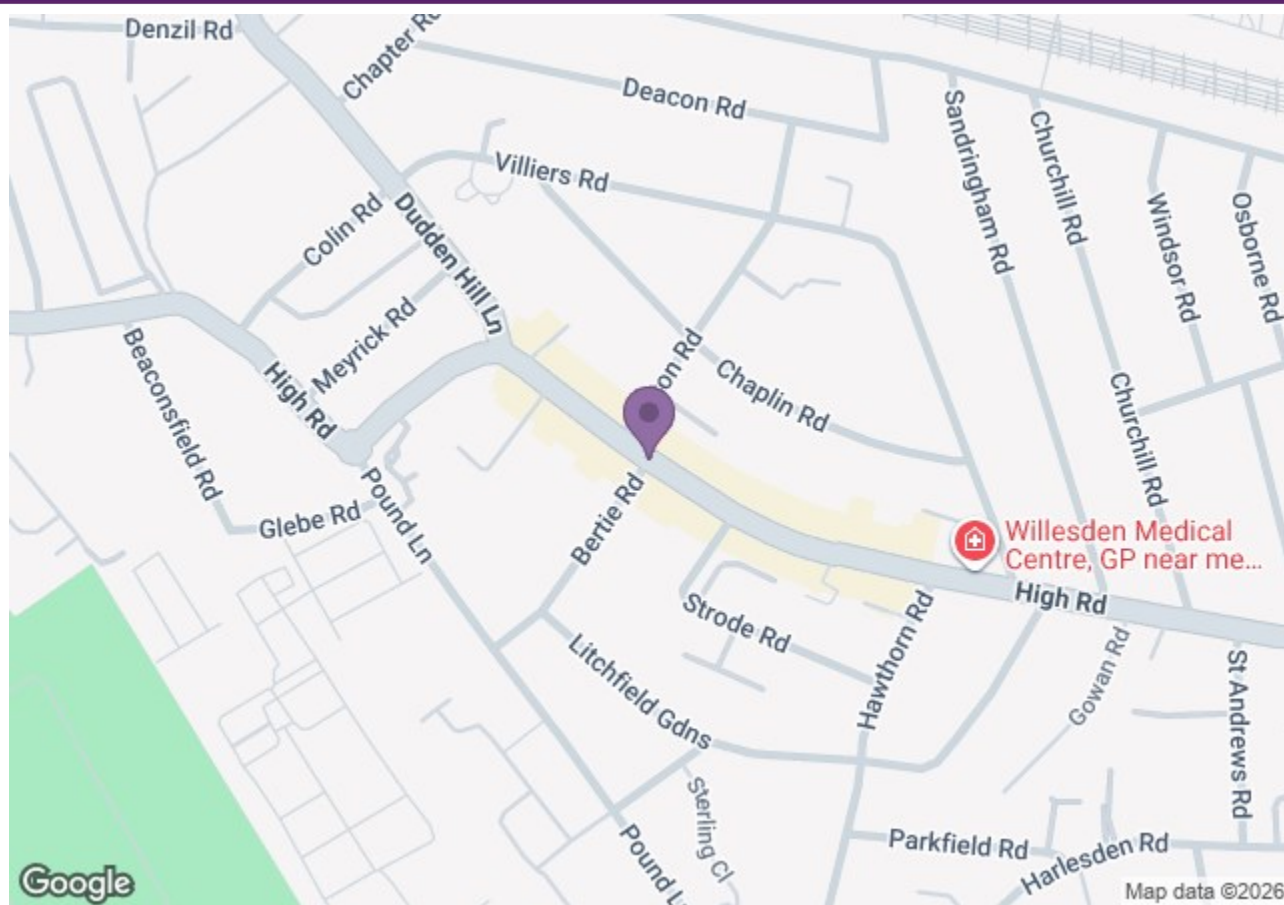 Denzil Rd
Chapter Rd
Deacon Rd
Villiers Rd
Sandringham Rd
Churchill Rd
Windsor Rd
Osborne Rd
Colin Rd
Dudden Hill Ln
Meyrick Rd
Beaconsfield Rd
High Rd
on Rd
Chaplin Rd
Churchill Rd
Glebe Rd
Pound Ln
Bertie Rd
Willesden Medical
Centre, GP near me...
High Rd
Strode Rd
Hawthorn Rd
Gowan Rd
St Andrews Rd
Litchfield Gdns
Sterling Cl
Parkfield Rd
Harlesden Rd
Pound L
Google
Map data ©2026